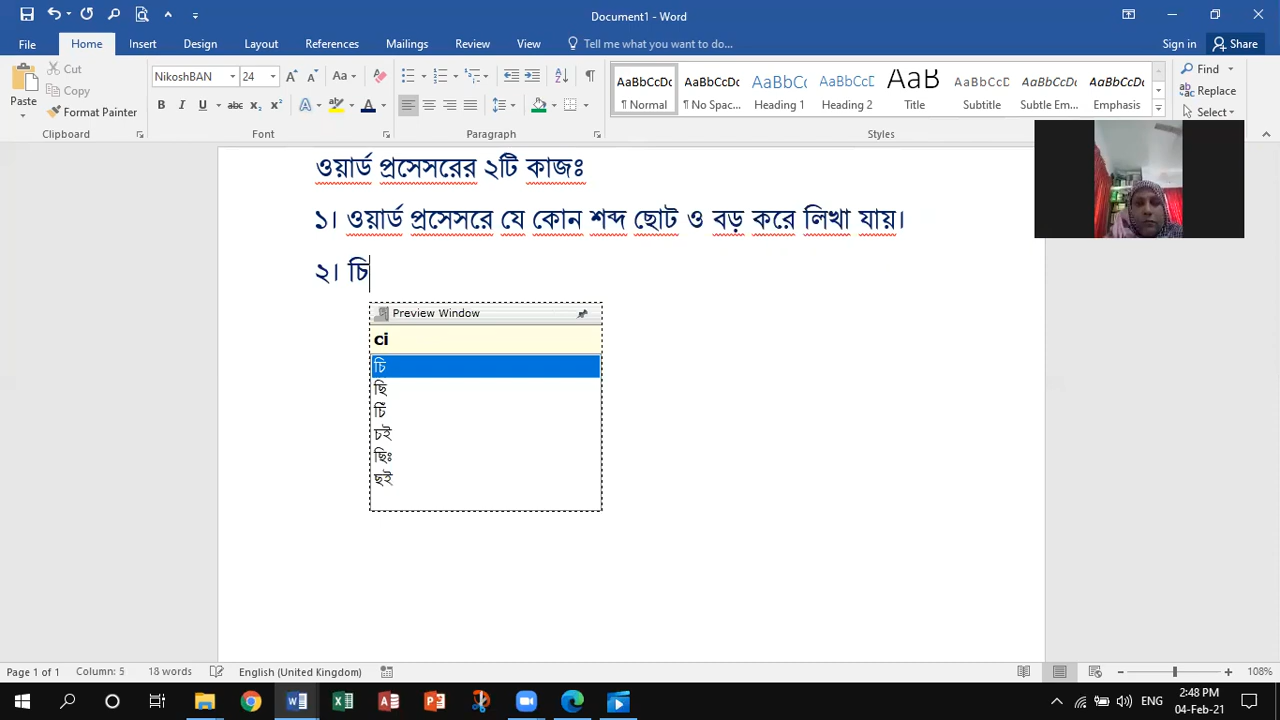 Document1 - Word
File Home Insert Design Layout References Mailings Review View Tell me what you want to do... Sign in Share
Paste Cut Copy Format Painter
NikoshBAN 24
AaBbCcDc AaBbCcDc AaBbCc AaBbCcD AaB AaBbCcD AaBbCcDc AaBbCcDc
¶ Normal ¶ No Spac... Heading 1 Heading 2 Title Subtitle Subtle Em... Emphasis
Find Replace Select
Clipboard Font Paragraph Styles
ওয়ার্ড প্রসেসরের ২টি কাজঃ
১। ওয়ার্ড প্রসেসরে যে কোন শব্দ ছোট ও বড় করে লিখা যায়।
২। চি
Preview Window
ci
চি
ছি
চিঁ
চই
ছিঃ
ছই
Page 1 of 1 Column: 5 18 words English (United Kingdom) 108%
ENG 2:48 PM
04-Feb-21